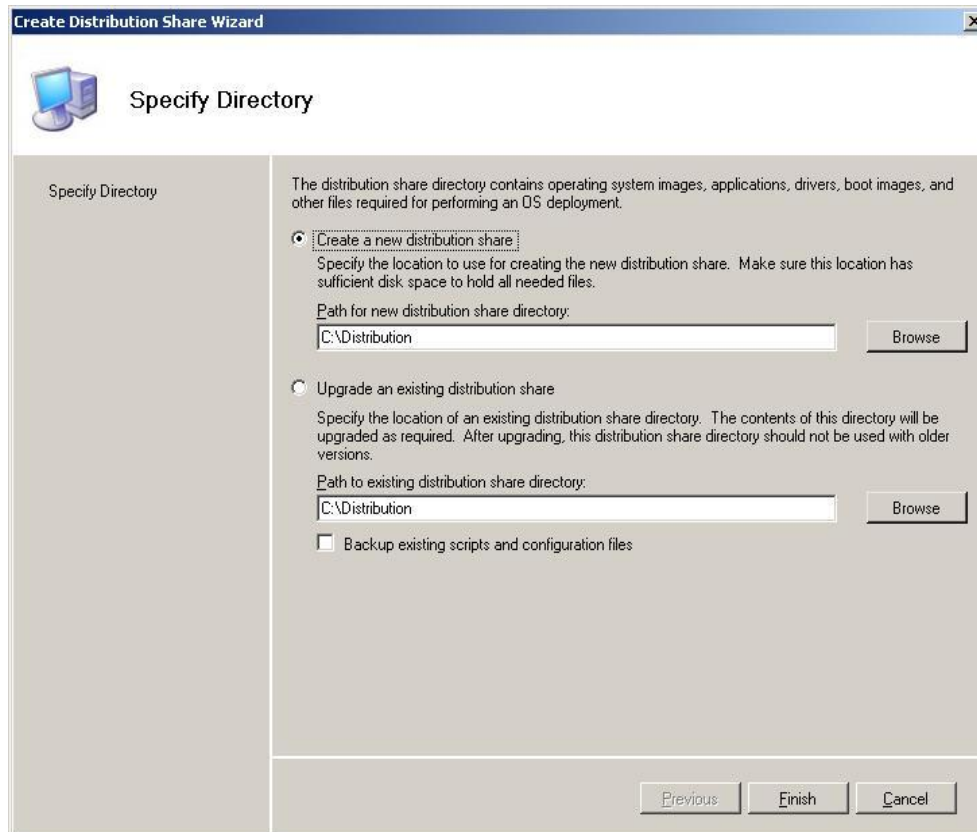 Create Distribution Share Wizard
Specify Directory
Specify Directory
The distribution share directory contains operating system images, applications, drivers, boot images, and
other files required for performing an OS deployment.
Create a new distribution share
Specify the location to use for creating the new distribution share. Make sure this location has
sufficient disk space to hold all needed files.
Path for new distribution share directory:
C:\Distribution
Browse
Upgrade an existing distribution share
Specify the location of an existing distribution share directory. The contents of this directory will be
upgraded as required. After upgrading, this distribution share directory should not be used with older
versions.
Path to existing distribution share directory:
C:\Distribution
Browse
Backup existing scripts and configuration files
Previous
Finish
Cancel